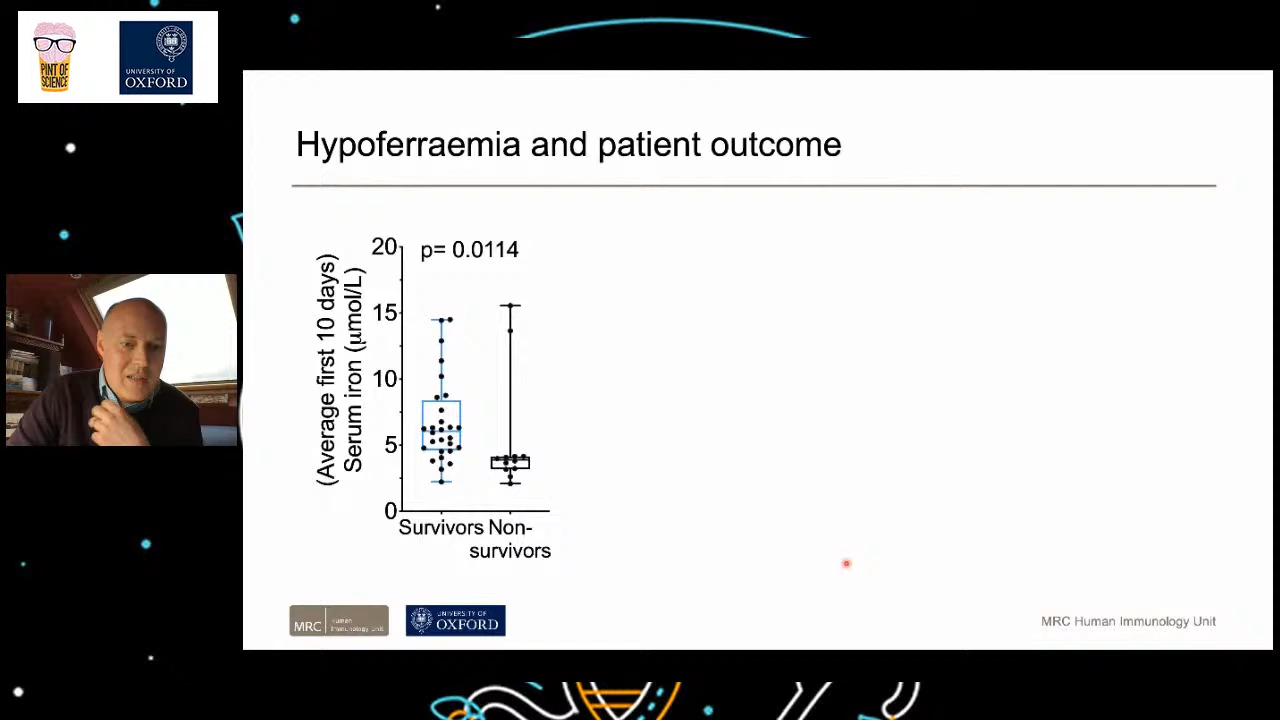 PINT OF
SCIENCE
UNIVERSITY OF
OXFORD
Hypoferraemia and patient outcome
p= 0.0114
(Average first 10 days)
Serum iron (μmol/L)
20
15
10
5
0
Survivors
Non-
survivors
MRC
Human
Immunology Unit
UNIVERSITY OF
OXFORD
MRC Human Immunology Unit